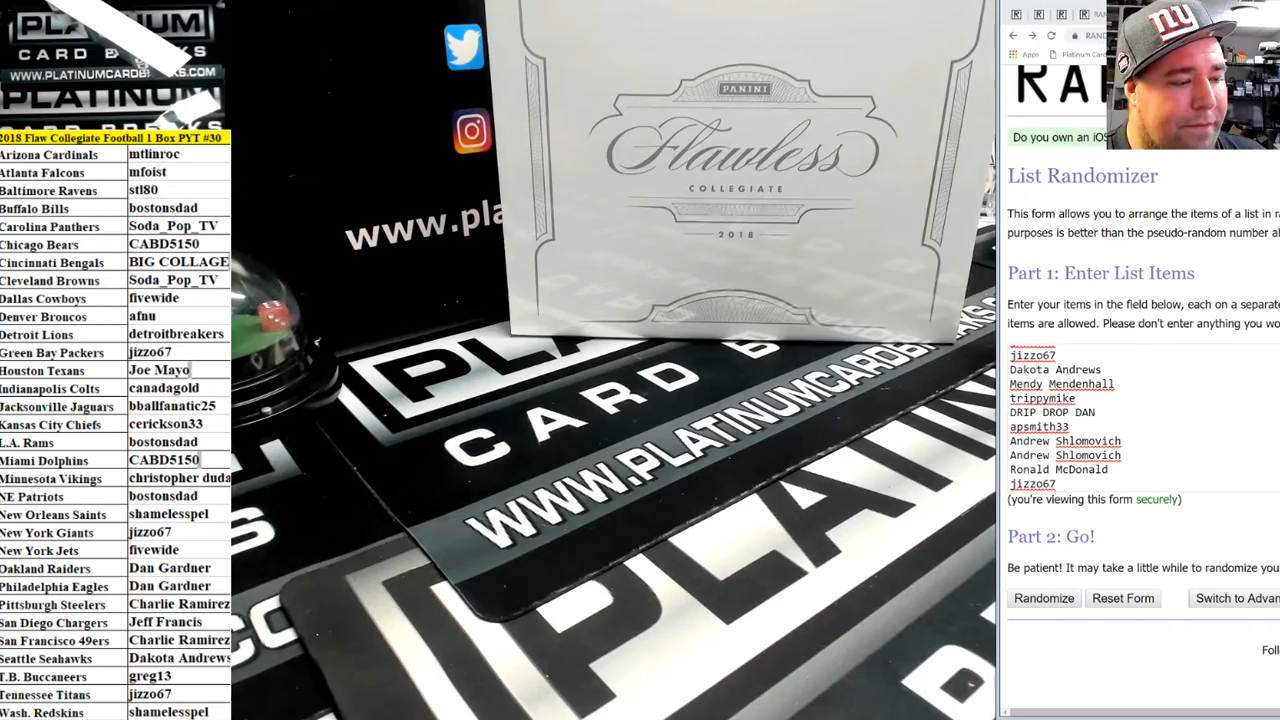 PLATINUM
CARD BREAKS
WWW.PLATINUMCARDBREAKS.COM
PLATINUM
2018 Flaw Collegiate Football 1 Box PYT #30
Arizona Cardinals mtlinroc
Atlanta Falcons mfoist
Baltimore Ravens stl80
Buffalo Bills bostonsdad
Carolina Panthers Soda_Pop_TV
Chicago Bears CABD5150
Cincinnati Bengals BIG COLLAGE
Cleveland Browns Soda_Pop_TV
Dallas Cowboys fivewide
Denver Broncos afnu
Detroit Lions detroitbreakers
Green Bay Packers jizzo67
Houston Texans Joe Mayo
Indianapolis Colts canadagold
Jacksonville Jaguars bballfanatic25
Kansas City Chiefs cerickson33
L.A. Rams bostonsdad
Miami Dolphins CABD5150
Minnesota Vikings christopher duda
NE Patriots bostonsdad
New Orleans Saints shamelesspel
New York Giants jizzo67
New York Jets fivewide
Oakland Raiders Dan Gardner
Philadelphia Eagles Dan Gardner
Pittsburgh Steelers Charlie Ramirez
San Diego Chargers Jeff Francis
San Francisco 49ers Charlie Ramirez
Seattle Seahawks Dakota Andrews
T.B. Buccaneers greg13
Tennessee Titans jizzo67
Wash. Redskins shamelesspel
www.pla
PANINI
Flawless
COLLEGIATE
2018
PLA
CARD B
WWW.PLATINUMCARDBREAKS.C
PLATIN
NY
Apps Platinum Car
RA
Do you own an iOS
List Randomizer
This form allows you to arrange the items of a list in ra
purposes is better than the pseudo-random number al
Part 1: Enter List Items
Enter your items in the field below, each on a separat
items are allowed. Please don't enter anything you wo
jizzo67
Dakota Andrews
Mendy Mendenhall
trippymike
DRIP DROP DAN
apsmith33
Andrew Shlomovich
Andrew Shlomovich
Ronald McDonald
jizzo67
(you're viewing this form securely)
Part 2: Go!
Be patient! It may take a little while to randomize you
Randomize Reset Form Switch to Advan
Follo